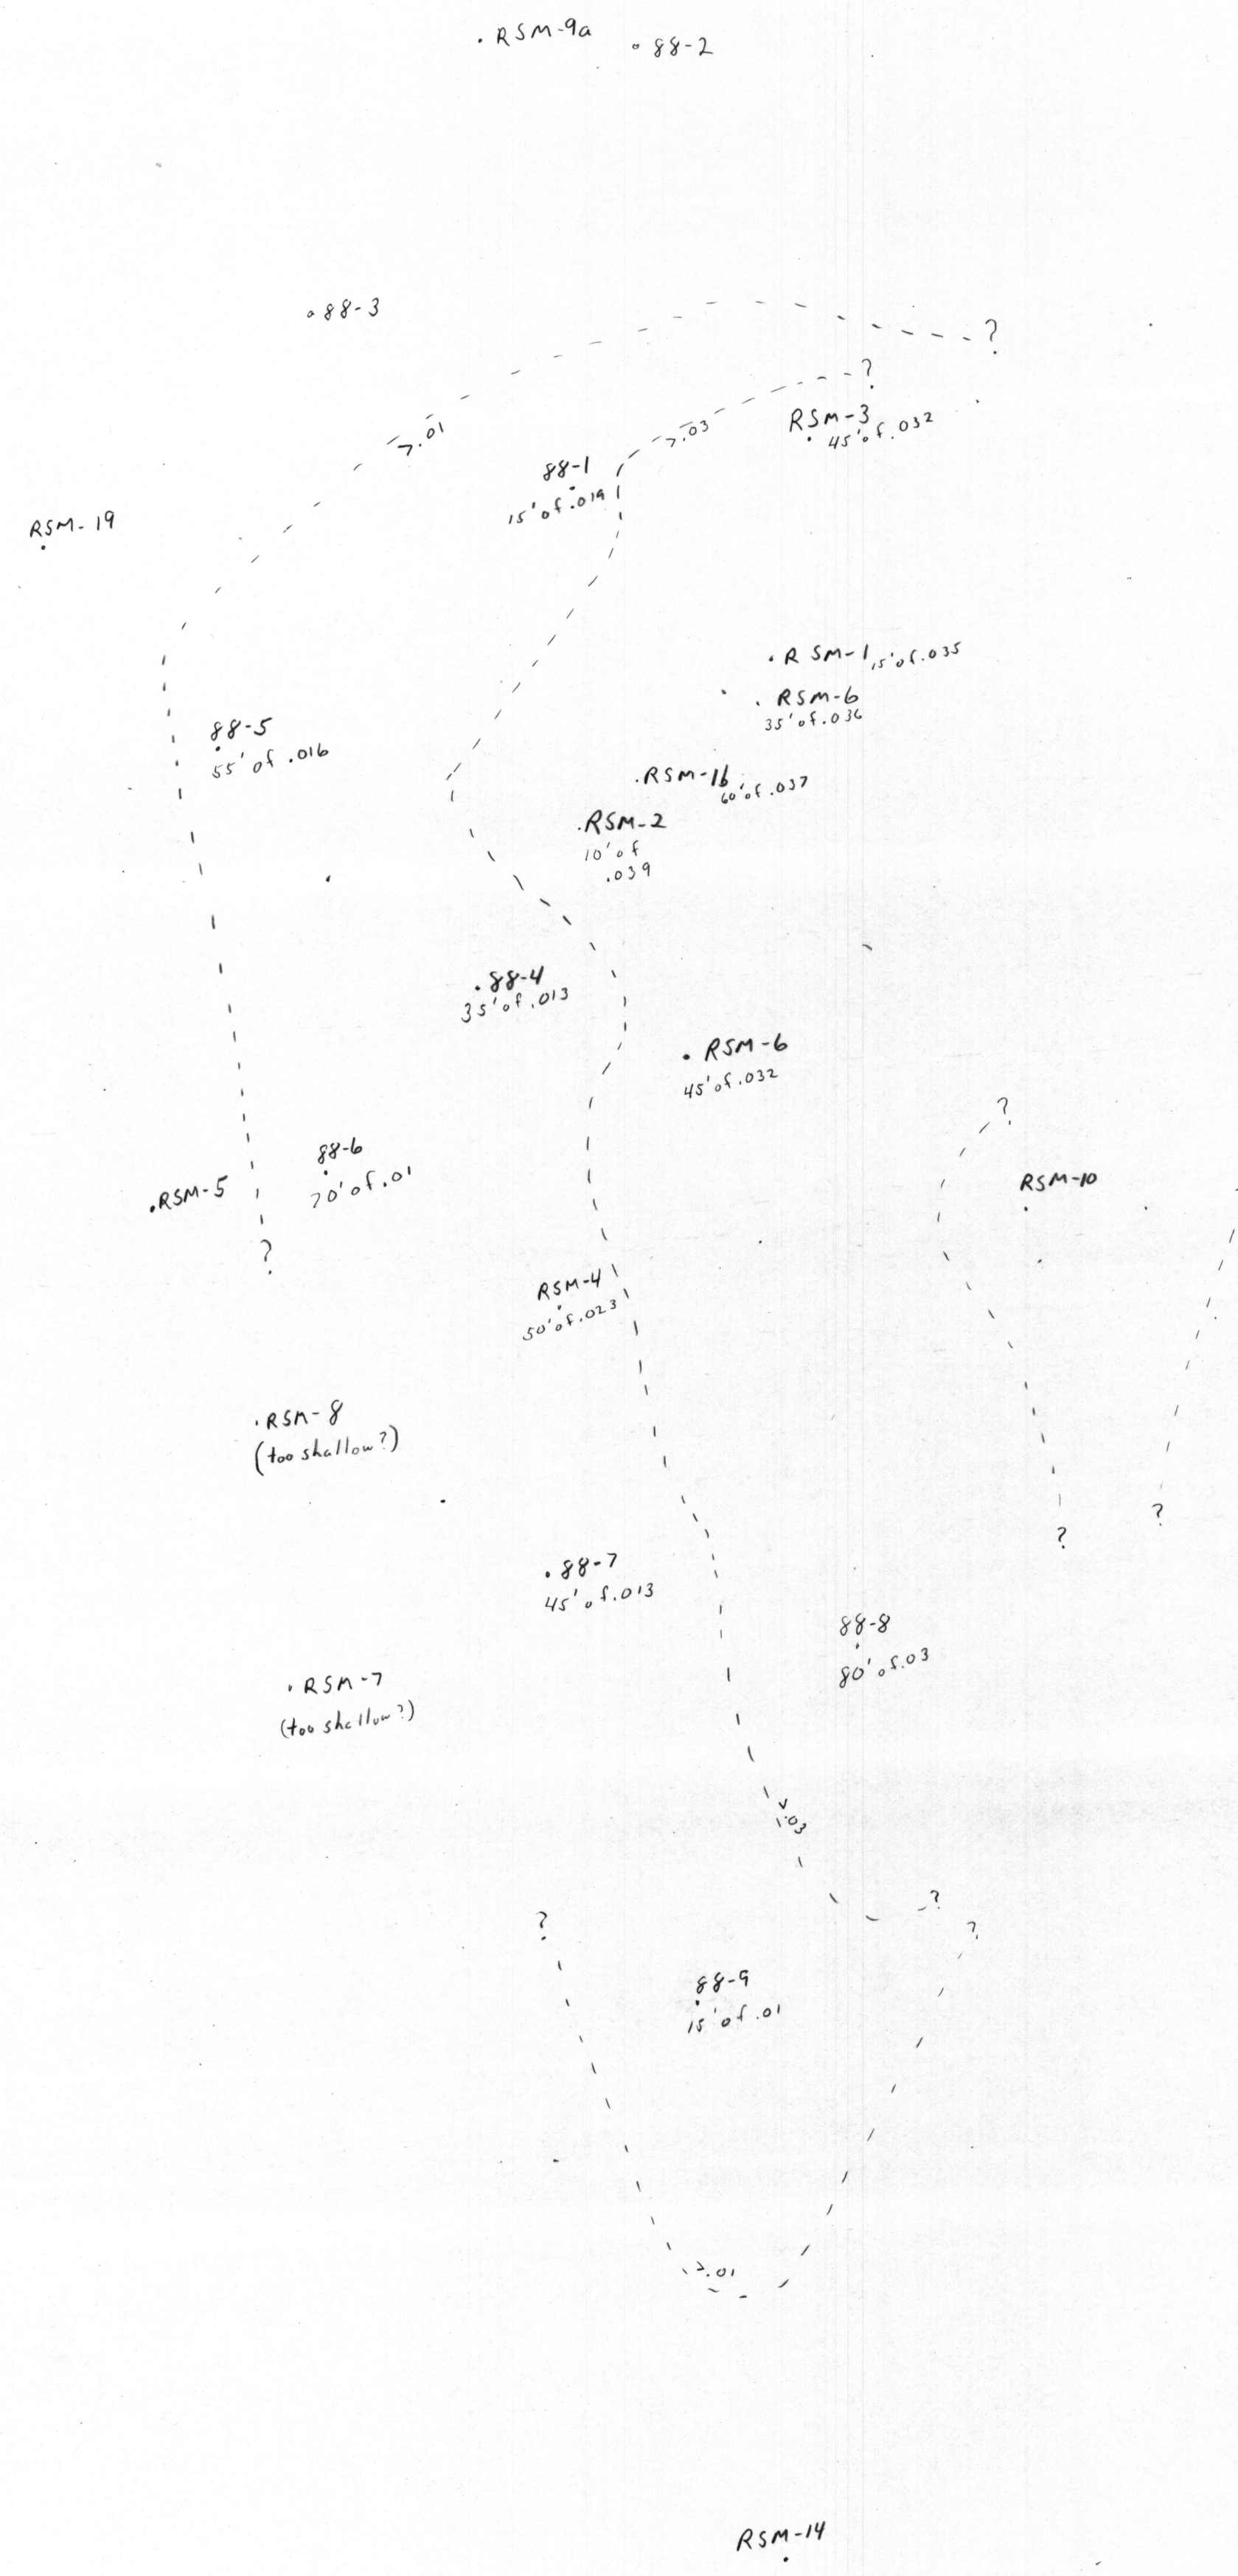 RSM-9a
88-2
88-3
?
?
>.01
>.03
RSM-3
45' of .032
88-1
15' of .019
RSM-19
RSM-1 15' of .035
RSM-6
35' of .036
88-5
55' of .016
RSM-1b
60' of .037
RSM-2
10' of
.039
88-4
35' of .013
RSM-6
45' of .032
?
88-6
70' of .01
RSM-5
RSM-10
?
RSM-4
50' of .023
RSM-8
(too shallow?)
?
?
88-7
45' of .013
88-8
80' of .03
RSM-7
(too shallow?)
>.03
?
?
?
88-9
15' of .01
>.01
RSM-14